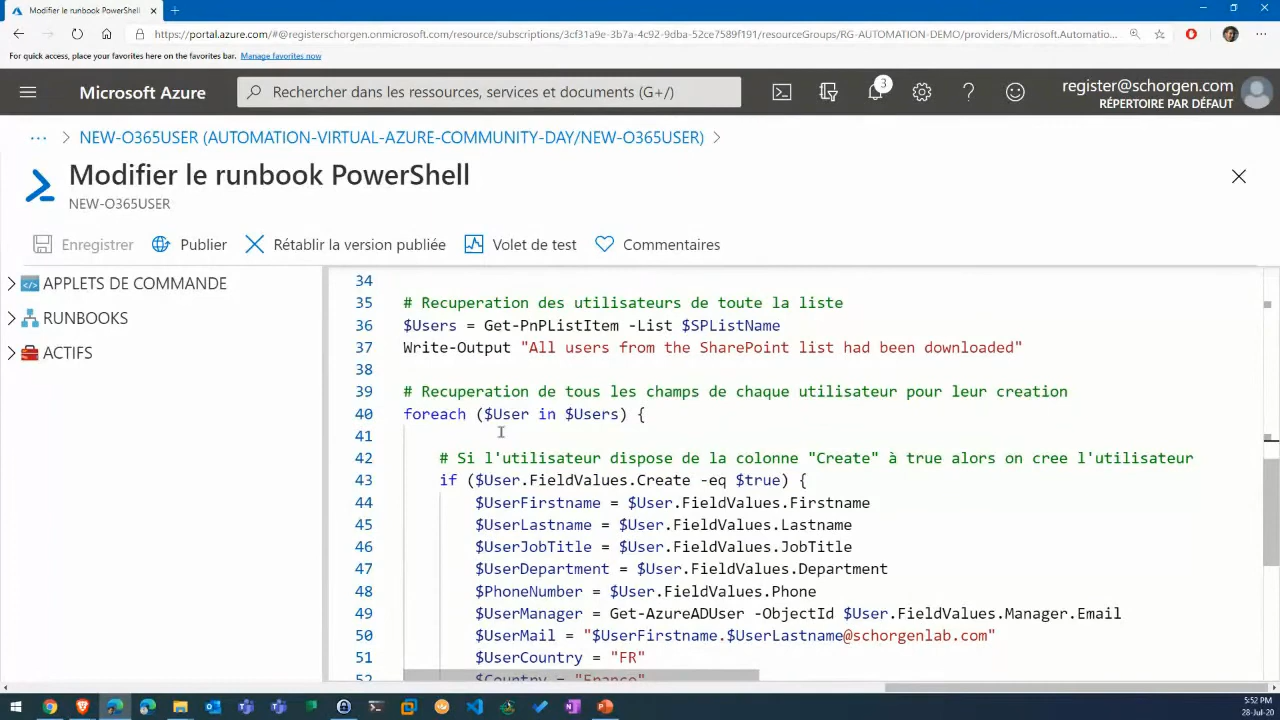 Modifier le runbook PowerShell
https://portal.azure.com/#@registerschorgen.onmicrosoft.com/resource/subscriptions/3cf31a9e-3b7a-4c92-9dba-52ce7589f191/resourceGroups/RG-AUTOMATION-DEMO/providers/Microsoft.Automatio...
For quick access, place your favorites here on the favorites bar. Manage favorites now
Microsoft Azure
Rechercher dans les ressources, services et documents (G+/)
3
register@schorgen.com
RÉPERTOIRE PAR DÉFAUT
... > NEW-O365USER (AUTOMATION-VIRTUAL-AZURE-COMMUNITY-DAY/NEW-O365USER) >
Modifier le runbook PowerShell
NEW-O365USER
Enregistrer Publier Rétablir la version publiée Volet de test Commentaires
APPLETS DE COMMANDE
RUNBOOKS
ACTIFS
34
35 # Recuperation des utilisateurs de toute la liste
36 $Users = Get-PnPListItem -List $SPListName
37 Write-Output "All users from the SharePoint list had been downloaded"
38
39 # Recuperation de tous les champs de chaque utilisateur pour leur creation
40 foreach ($User in $Users) {
41
42 # Si l'utilisateur dispose de la colonne "Create" à true alors on cree l'utilisateur
43 if ($User.FieldValues.Create -eq $true) {
44 $UserFirstname = $User.FieldValues.Firstname
45 $UserLastname = $User.FieldValues.Lastname
46 $UserJobTitle = $User.FieldValues.JobTitle
47 $UserDepartment = $User.FieldValues.Department
48 $PhoneNumber = $User.FieldValues.Phone
49 $UserManager = Get-AzureADUser -ObjectId $User.FieldValues.Manager.Email
50 $UserMail = "$UserFirstname.$UserLastname@schorgenlab.com"
51 $UserCountry = "FR"
52 $Country = "France"
5:52 PM
28-Jul-20